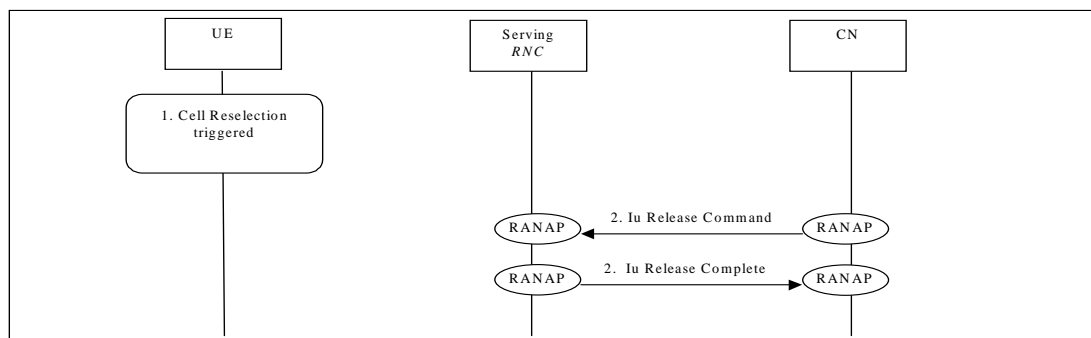 UE
Serving
RNC
CN
1. Cell Reselection
triggered
2. Iu Release Command
RANAP
RANAP
2. Iu Release Complete
RANAP
RANAP